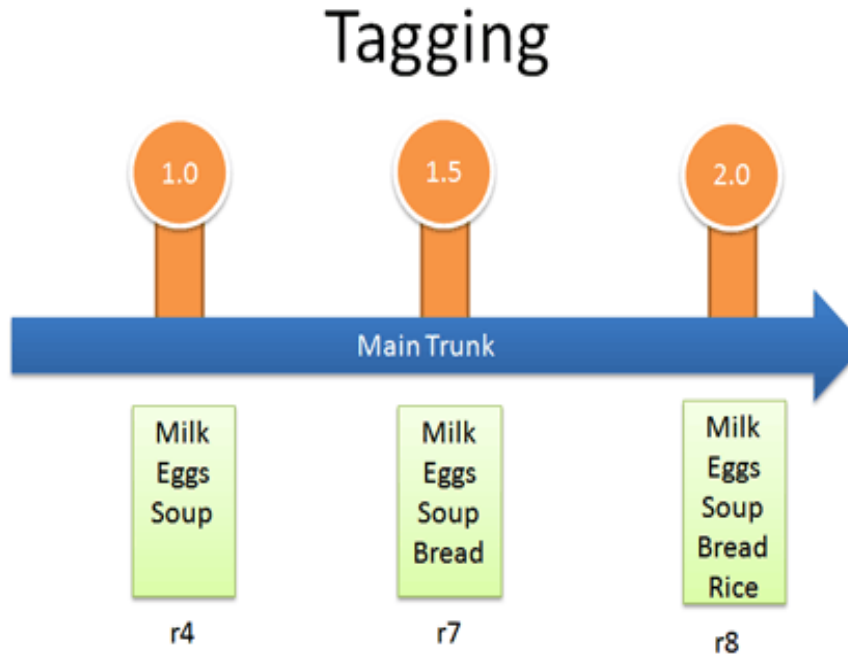 Tagging
1.0
1.5
2.0
Main Trunk
Milk
Eggs
Soup
r4
Milk
Eggs
Soup
Bread
r7
Milk
Eggs
Soup
Bread
Rice
r8